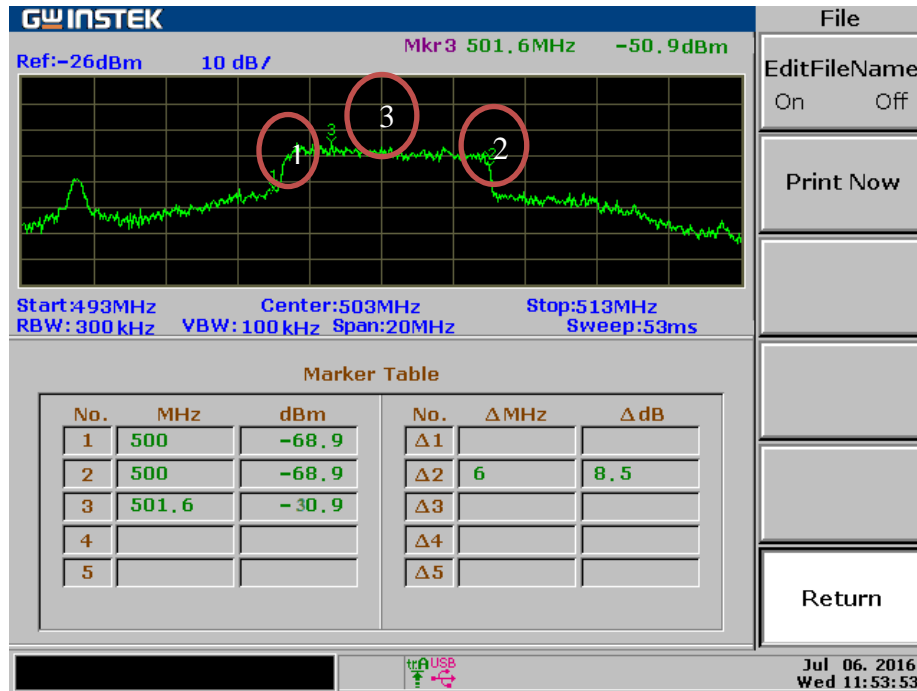 GWINSTEK
File
Mkr3 501.6MHz -50.9dBm
Ref:-26dBm 10 dB/
EditFileName
On Off
3
3
1
2
1
2
Print Now
Start:493MHz Center:503MHz Stop:513MHz
RBW:300kHz VBW:100kHz Span:20MHz Sweep:53ms
Marker Table
No. MHz dBm No. ΔMHz ΔdB
1 500 -68.9 Δ1
2 500 -68.9 Δ2 6 8.5
3 501.6 -30.9 Δ3
4 Δ4
5 Δ5
Return
trA USB
Jul 06. 2016
Wed 11:53:53